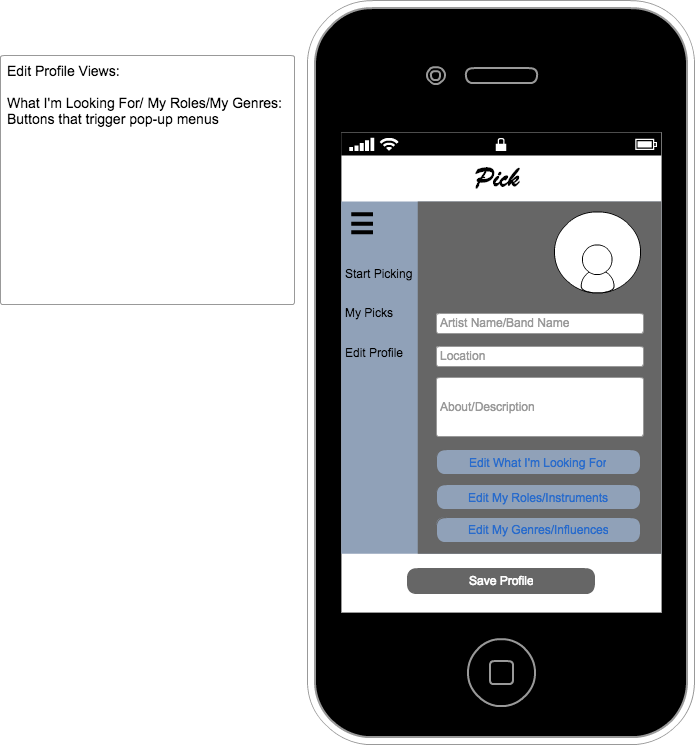 Edit Profile Views:
What I'm Looking For/ My Roles/My Genres:
Buttons that trigger pop-up menus
Pick
Start Picking
My Picks
Edit Profile
Artist Name/Band Name
Location
About/Description
Edit What I'm Looking For
Edit My Roles/Instruments
Edit My Genres/Influences
Save Profile